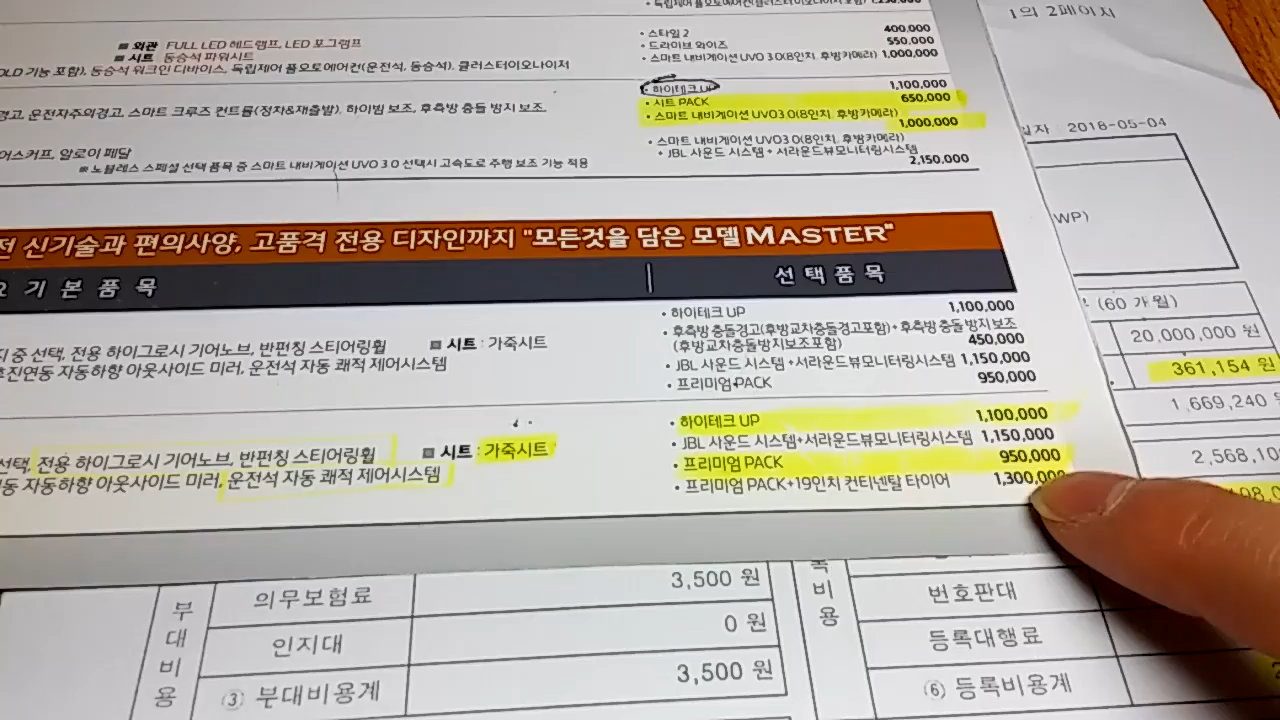 1의 2페이지
• 스타일 2 400,000
■ 외관 FULL LED 헤드램프, LED 포그램프 • 드라이브 와이즈 550,000
■ 시트 동승석 파워시트 • 스마트 내비게이션 UVO 3.0(8인치, 후방카메라) 1,000,000
OLD 기능 포함), 동승석 워크인 디바이스, 독립제어 풀오토에어컨(운전석, 동승석), 클러스터이오나이저
• 하이테크 UP 1,100,000
경고, 운전자주의경고, 스마트 크루즈 컨트롤(정차&재출발), 하이빔 보조, 후측방 충돌 방지 보조 • 시트 PACK 650,000
• 스마트 내비게이션 UVO3.0(8인치, 후방카메라) 1,000,000
일자 : 2018-05-04
어스커프, 알로이 페달 • 스마트 내비게이션 UVO3.0(8인치, 후방카메라)
+ JBL 사운드 시스템 + 서라운드뷰모니터링시스템 2,150,000
※ 노블레스 스페셜 선택 품목 중 스마트 내비게이션 UVO 3.0 선택시 고속도로 주행 보조 기능 적용
WP)
전 신기술과 편의사양, 고품격 전용 디자인까지 "모든것을 담은 모델 MASTER"
요 기 본 품 목 선 택 품 목
(60 개월)
• 하이테크 UP 1,100,000
20,000,000 원
• 후측방 충돌경고(후방교차충돌경고포함) + 후측방 충돌 방지 보조
지 중 선택, 전용 하이그로시 기어노브, 반펀칭 스티어링휠 ■ 시트 : 가죽시트 (후방교차충돌방지보조포함) 450,000
후진연동 자동하향 아웃사이드 미러, 운전석 자동 쾌적 제어시스템 • JBL 사운드 시스템 +서라운드뷰모니터링시스템 1,150,000
361,154 원
• 프리미엄 PACK 950,000
1,669,240
• 하이테크 UP 1,100,000
선택, 전용 하이그로시 기어노브, 반펀칭 스티어링휠 ■ 시트 : 가죽시트 • JBL 사운드 시스템+서라운드뷰모니터링시스템 1,150,000
2,568,10
동 자동하향 아웃사이드 미러, 운전석 자동 쾌적 제어시스템 • 프리미엄 PACK 950,000
• 프리미엄 PACK+19인치 컨티넨탈 타이어 1,300,000
부대비용
의무보험료 3,500 원
인지대 0 원
③ 부대비용계 3,500 원
록비용
번호판대
등록대행료
⑥ 등록비용계